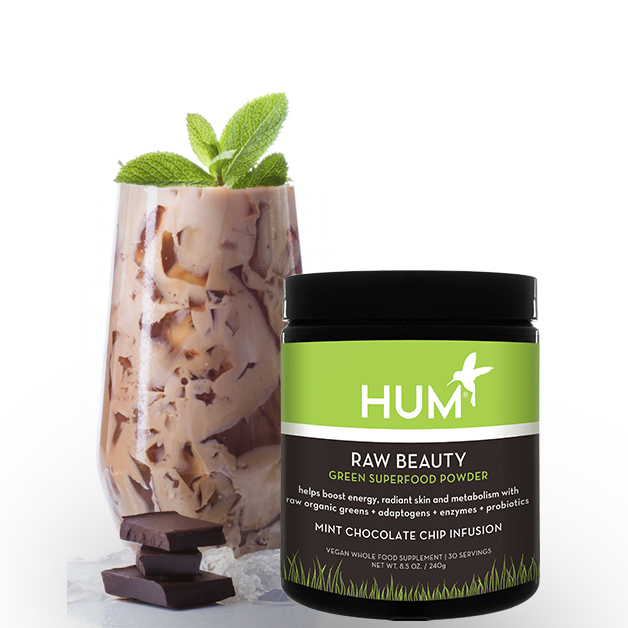 HUM®
RAW BEAUTY
GREEN SUPERFOOD POWDER
helps boost energy, radiant skin and metabolism with
raw organic greens + adaptogens + enzymes + probiotics
MINT CHOCOLATE CHIP INFUSION
VEGAN WHOLE FOOD SUPPLEMENT | 30 SERVINGS
NET WT. 8.5 OZ. / 240g